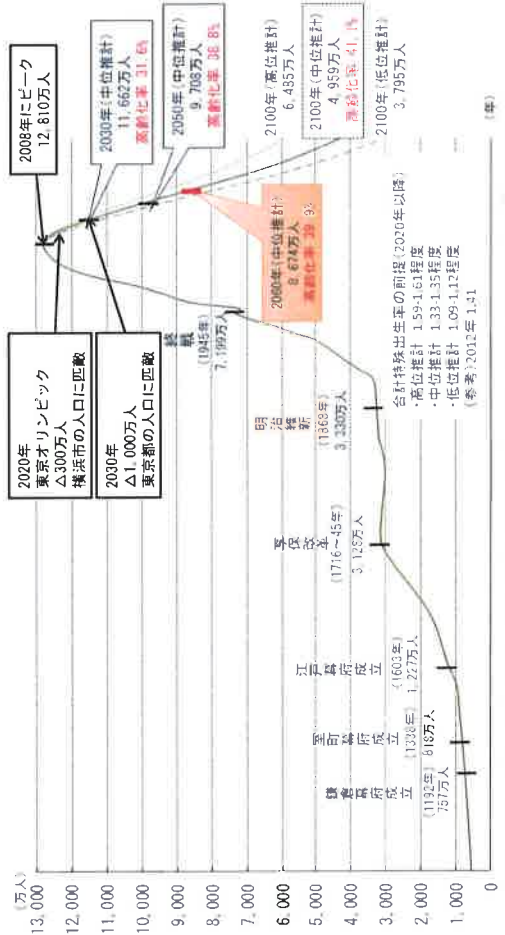 (万人)
13,000
12,000
11,000
10,000
9,000
8,000
7,000
6,000
5,000
4,000
3,000
2,000
1,000
0
鎌倉幕府成立
(1192年)
757万人
室町幕府成立
(1338年)
818万人
江戸幕府成立
(1603年)
1,227万人
享保改革
(1716～45年)
3,128万人
明治維新
(1868年)
3,330万人
終戦
(1945年)
7,199万人
2020年
東京オリンピック
△300万人
横浜市の人口に匹敵
2030年
△1,000万人
東京都の人口に匹敵
2008年にピーク
12,810万人
2030年(中位推計)
11,662万人
高齢化率 31.6%
2050年(中位推計)
9,708万人
高齢化率 38.8%
2060年(中位推計)
8,674万人
高齢化率 39.9%
2100年(高位推計)
6,485万人
2100年(中位推計)
4,959万人
高齢化率 41.1%
2100年(低位推計)
3,795万人
(年)
合計特殊出生率の前提(2020年以降)
・高位推計 1.59-1.61程度
・中位推計 1.33-1.35程度
・低位推計 1.09-1.12程度
(参考)2012年 1.41